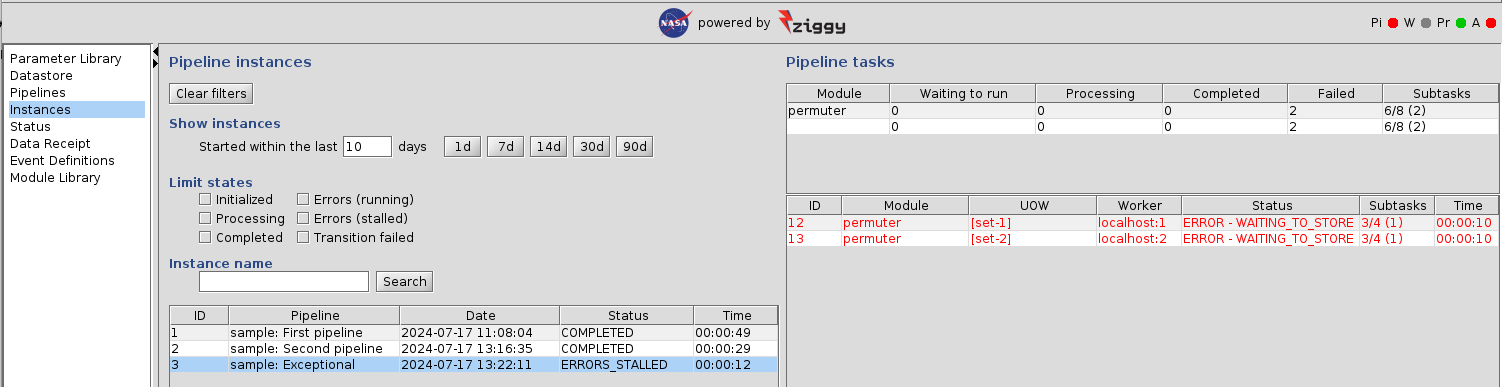 NASA powered by ziggy
Pi W Pr A
Parameter Library
Datastore
Pipelines
Instances
Status
Data Receipt
Event Definitions
Module Library
Pipeline instances
Clear filters
Show instances
Started within the last 10 days 1d 7d 14d 30d 90d
Limit states
Initialized Errors (running)
Processing Errors (stalled)
Completed Transition failed
Instance name
Search
ID Pipeline Date Status Time
1 sample: First pipeline 2024-07-17 11:08:04 COMPLETED 00:00:49
2 sample: Second pipeline 2024-07-17 13:16:35 COMPLETED 00:00:29
3 sample: Exceptional 2024-07-17 13:22:11 ERRORS_STALLED 00:00:12
Pipeline tasks
Module Waiting to run Processing Completed Failed Subtasks
permuter 0 0 0 2 6/8 (2)
0 0 0 2 6/8 (2)
ID Module UOW Worker Status Subtasks Time
12 permuter [set-1] localhost:1 ERROR - WAITING_TO_STORE 3/4 (1) 00:00:10
13 permuter [set-2] localhost:2 ERROR - WAITING_TO_STORE 3/4 (1) 00:00:10